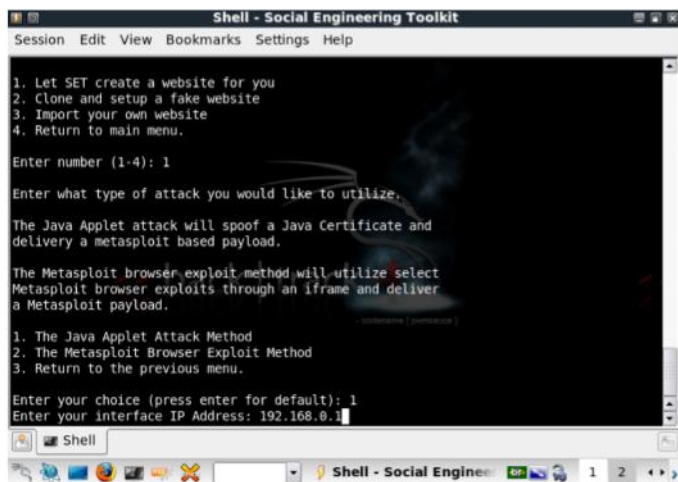 Shell - Social Engineering Toolkit
Session Edit View Bookmarks Settings Help
1. Let SET create a website for you
2. Clone and setup a fake website
3. Import your own website
4. Return to main menu.
Enter number (1-4): 1
Enter what type of attack you would like to utilize.
The Java Applet attack will spoof a Java Certificate and
delivery a metasploit based payload.
The Metasploit browser exploit method will utilize select
Metasploit browser exploits through an iframe and deliver
a Metasploit payload.
1. The Java Applet Attack Method
2. The Metasploit Browser Exploit Method
3. Return to the previous menu.
Enter your choice (press enter for default): 1
Enter your interface IP Address: 192.168.0.1
Shell
Shell - Social Enginee
1 2